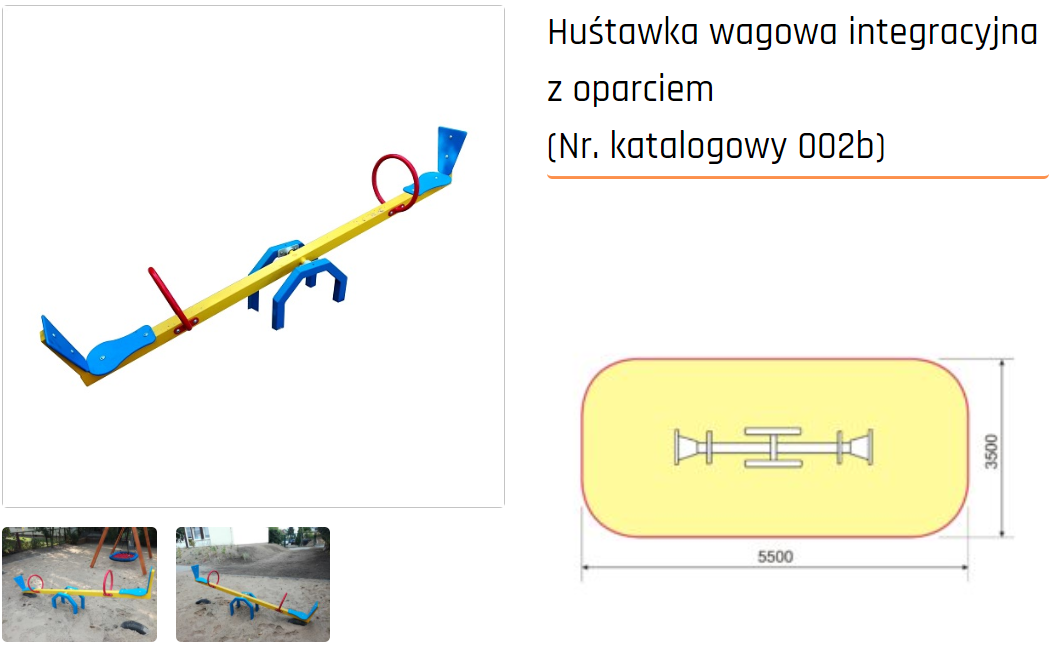 Huśtawka wagowa integracyjna
z oparciem
(Nr. katalogowy 002b)
3500
5500